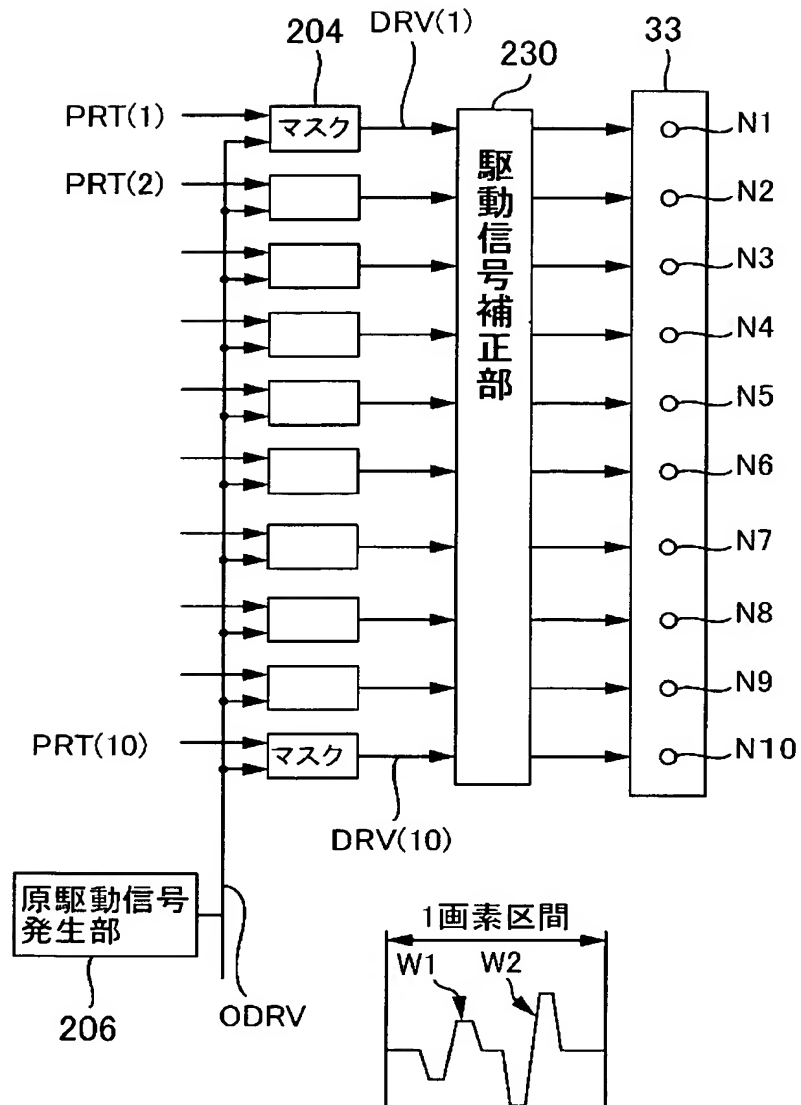 204
DRV(1)
230
33
PRT(1)
マスク
N1
PRT(2)
N2
N3
N4
駆動信号補正部
N5
N6
N7
N8
N9
PRT(10)
マスク
N10
DRV(10)
原駆動信号
発生部
206
ODRV
1画素区間
W1
W2